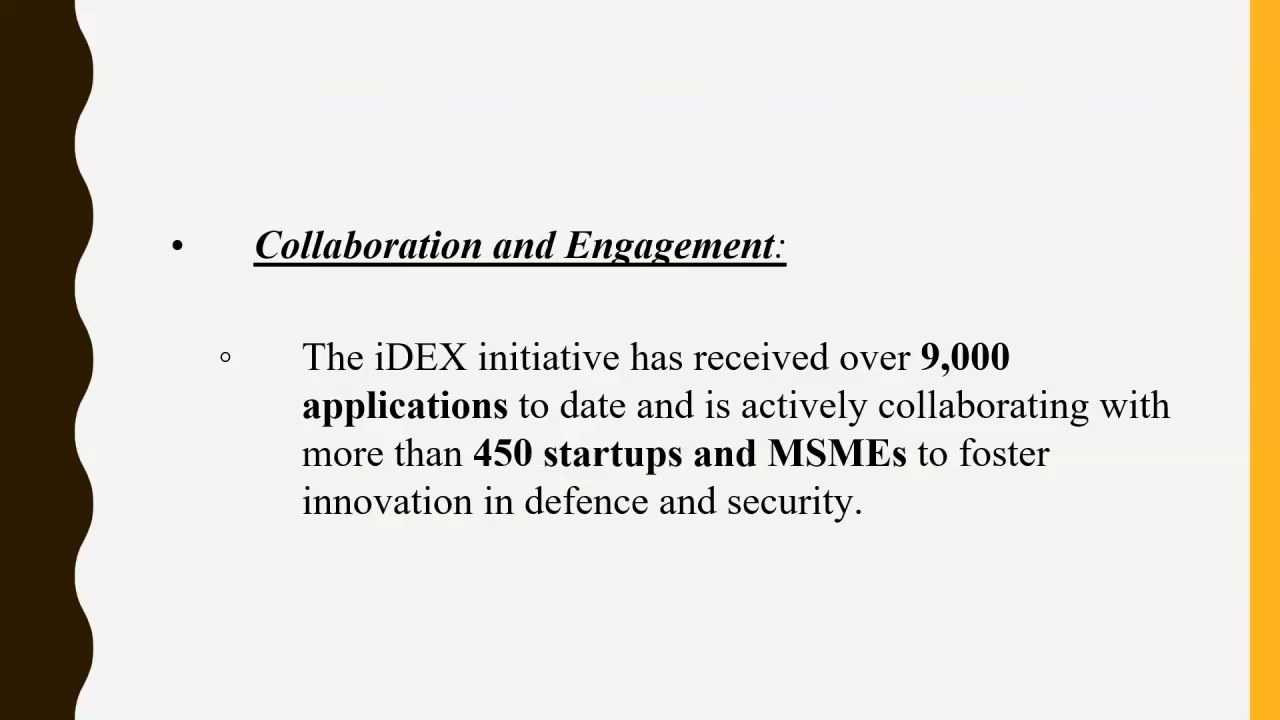 • Collaboration and Engagement:
◦ The iDEX initiative has received over 9,000
applications to date and is actively collaborating with
more than 450 startups and MSMEs to foster
innovation in defence and security.